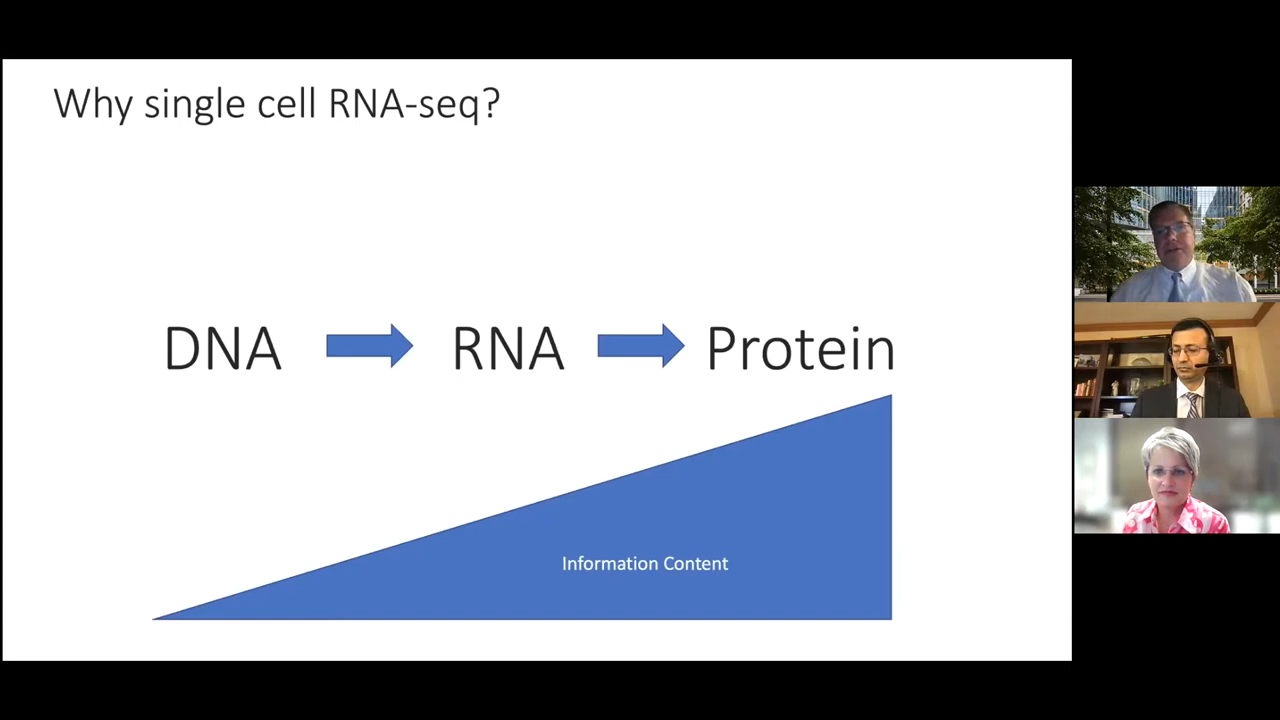 Why single cell RNA-seq?
DNA RNA Protein
Information Content